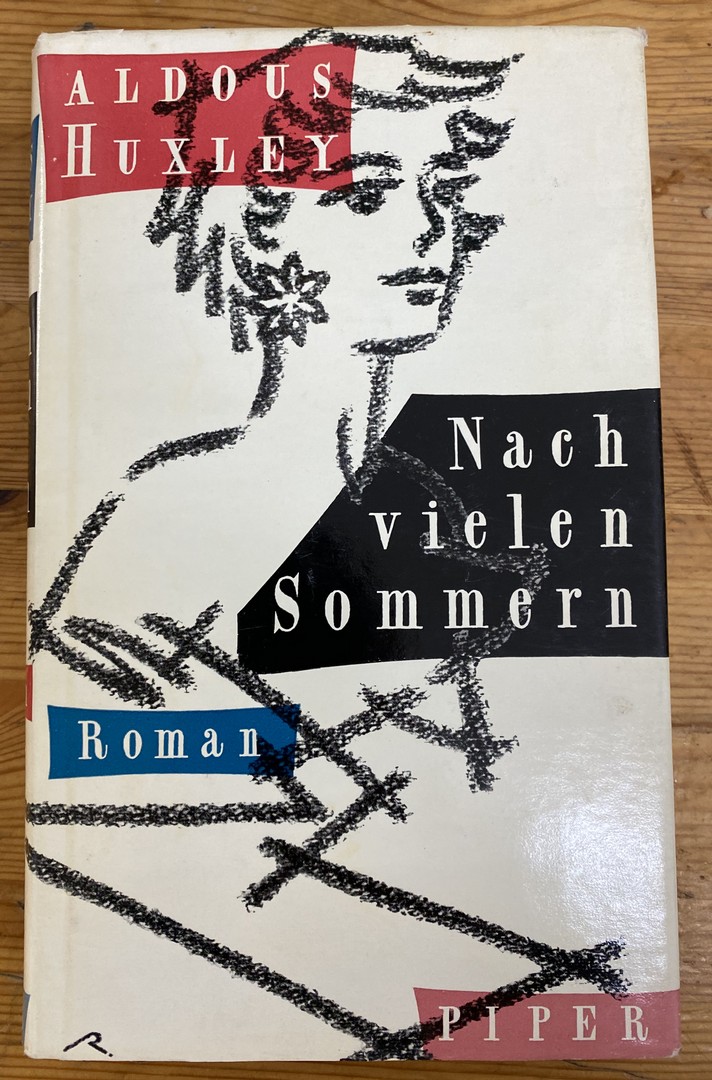 ALDOUS
HUXLEY
Nach
vielen
Sommern
Roman
PIPER
R.